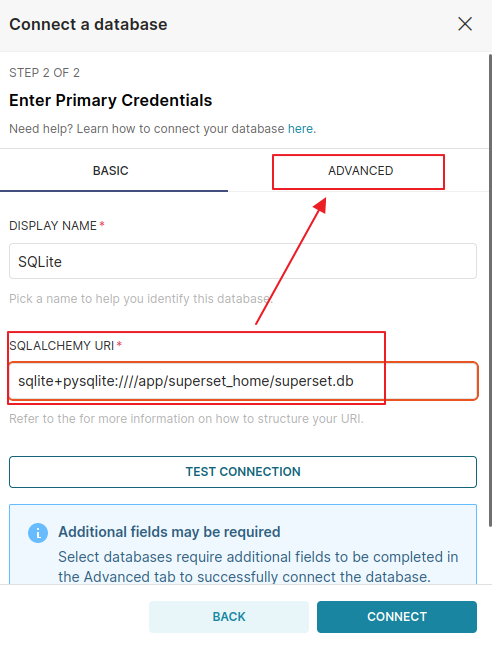 Connect a database
STEP 2 OF 2
Enter Primary Credentials
Need help? Learn how to connect your database here.
BASIC
ADVANCED
DISPLAY NAME *
SQLite
Pick a name to help you identify this database.
SQLALCHEMY URI *
sqlite+pysqlite:////app/superset_home/superset.db
Refer to the for more information on how to structure your URI.
TEST CONNECTION
Additional fields may be required
Select databases require additional fields to be completed in
the Advanced tab to successfully connect the database.
BACK
CONNECT